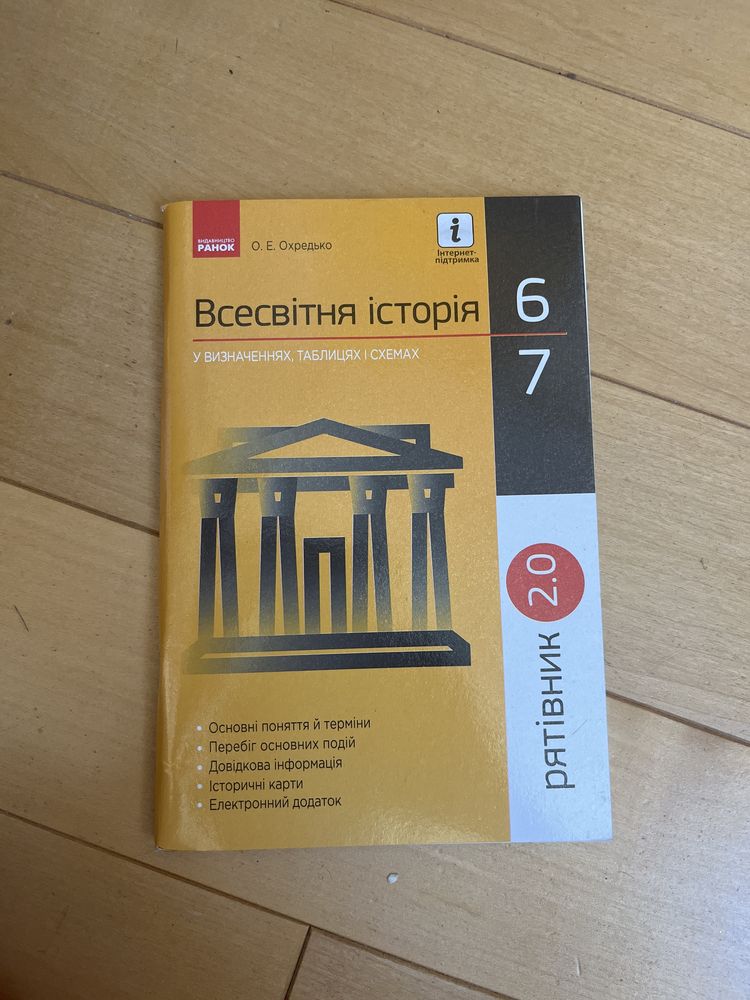 ВИДАВНИЦТВО
РАНОК
О. Е. Охредько
i
Інтернет-
підтримка
Всесвітня історія
6
7
У ВИЗНАЧЕННЯХ, ТАБЛИЦЯХ І СХЕМАХ
рятівник 2.0
• Основні поняття й терміни
• Перебіг основних подій
• Довідкова інформація
• Історичні карти
• Електронний додаток